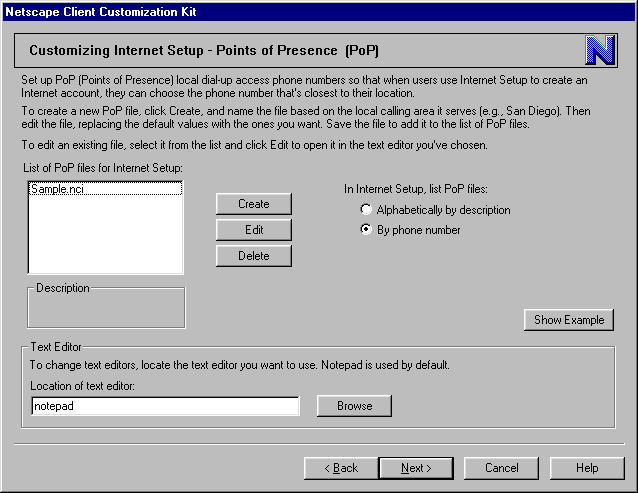 Netscape Client Customization Kit
Customizing Internet Setup - Points of Presence (PoP)
N
Set up PoP (Points of Presence) local dial-up access phone numbers so that when users use Internet Setup to create an
Internet account, they can choose the phone number that's closest to their location.
To create a new PoP file, click Create, and name the file based on the local calling area it serves (e.g., San Diego). Then
edit the file, replacing the default values with the ones you want. Save the file to add it to the list of PoP files.
To edit an existing file, select it from the list and click Edit to open it in the text editor you've chosen.
List of PoP files for Internet Setup:
Sample.nci
Create
Edit
Delete
In Internet Setup, list PoP files:
Alphabetically by description
By phone number
Description
Show Example
Text Editor
To change text editors, locate the text editor you want to use. Notepad is used by default.
Location of text editor:
notepad
Browse
< Back
Next >
Cancel
Help